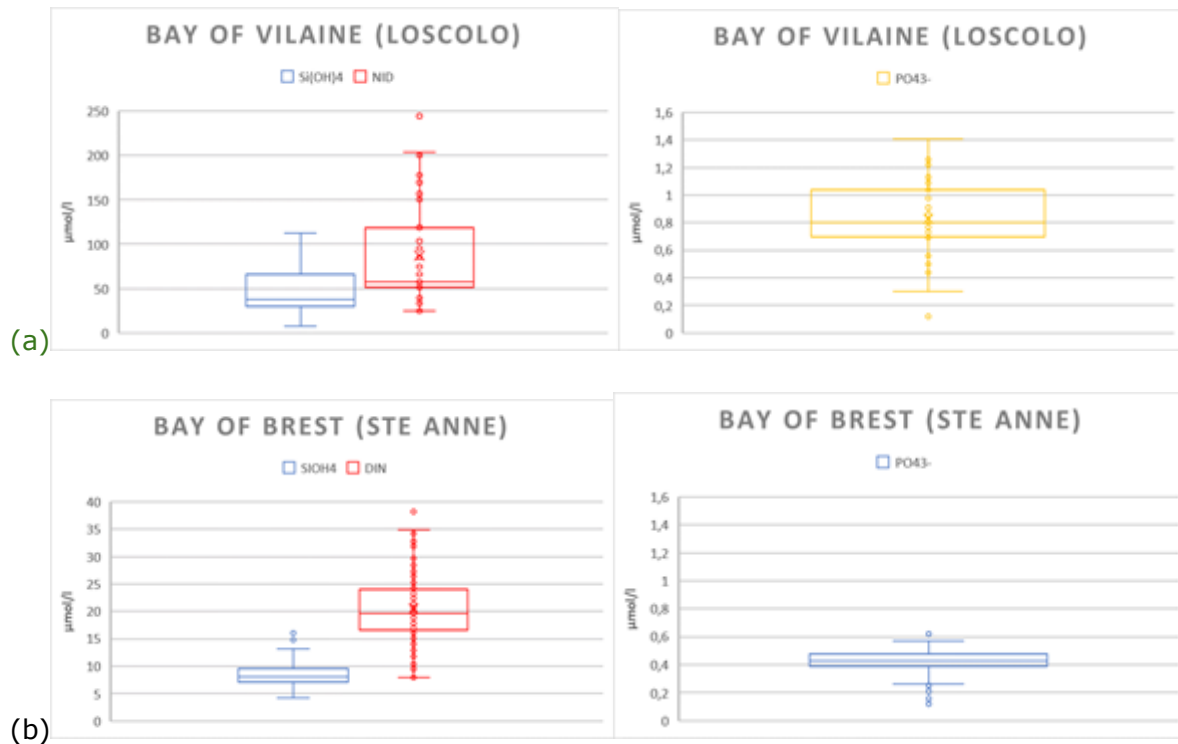 BAY OF VILAINE (LOSCOLO)
Si(OH)4 NID
250
200
150
100
50
0
µmol/l
BAY OF VILAINE (LOSCOLO)
PO43-
1,6
1,4
1,2
1
0,8
0,6
0,4
0,2
0
µmol/l
(a)
BAY OF BREST (STE ANNE)
SIOH4 DIN
40
35
30
25
20
15
10
5
0
µmol/l
BAY OF BREST (STE ANNE)
PO43-
1,6
1,4
1,2
1
0,8
0,6
0,4
0,2
0
µmol/l
(b)